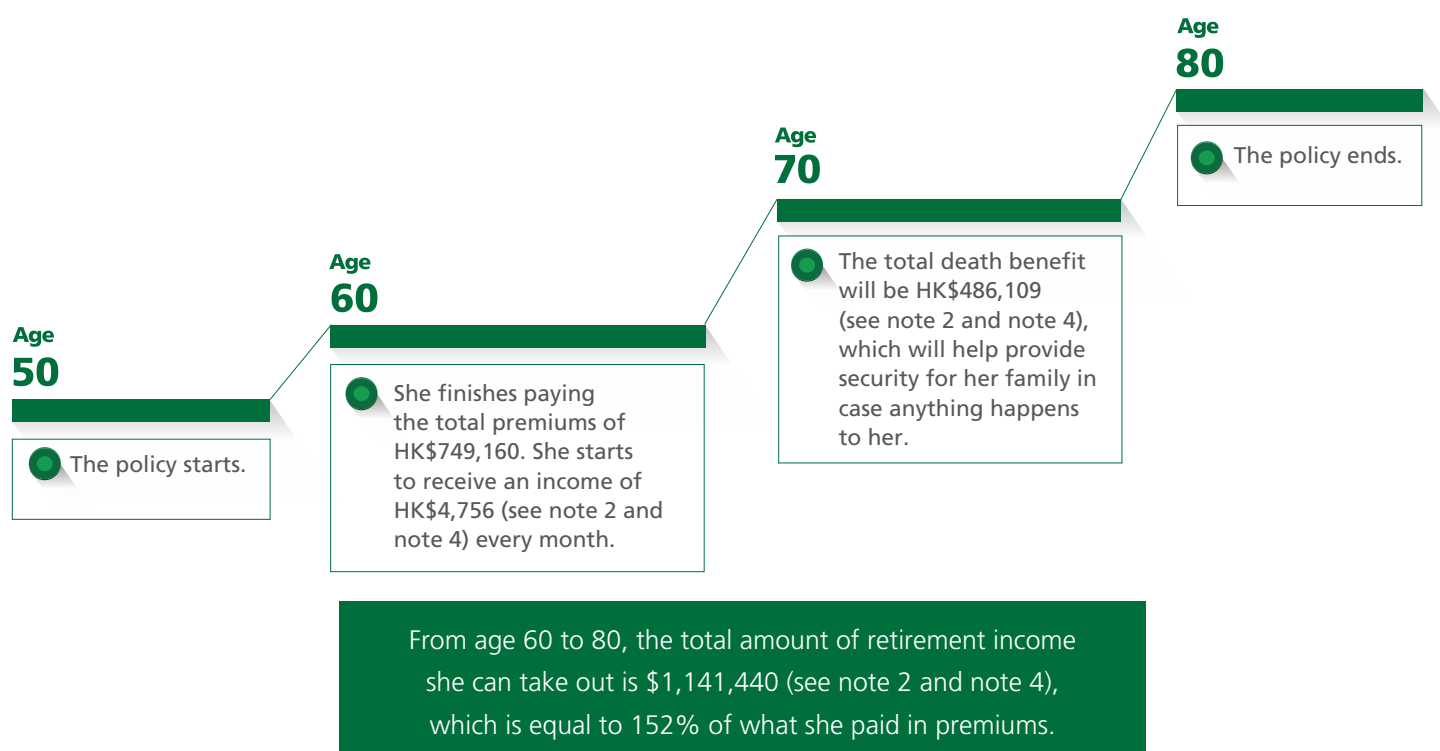 Age
50
The policy starts.
Age
60
She finishes paying
the total premiums of
HK$749,160. She starts
to receive an income of
HK$4,756 (see note 2 and
note 4) every month.
Age
70
The total death benefit
will be HK$486,109
(see note 2 and note 4),
which will help provide
security for her family in
case anything happens
to her.
Age
80
The policy ends.
From age 60 to 80, the total amount of retirement income
she can take out is $1,141,440 (see note 2 and note 4),
which is equal to 152% of what she paid in premiums.